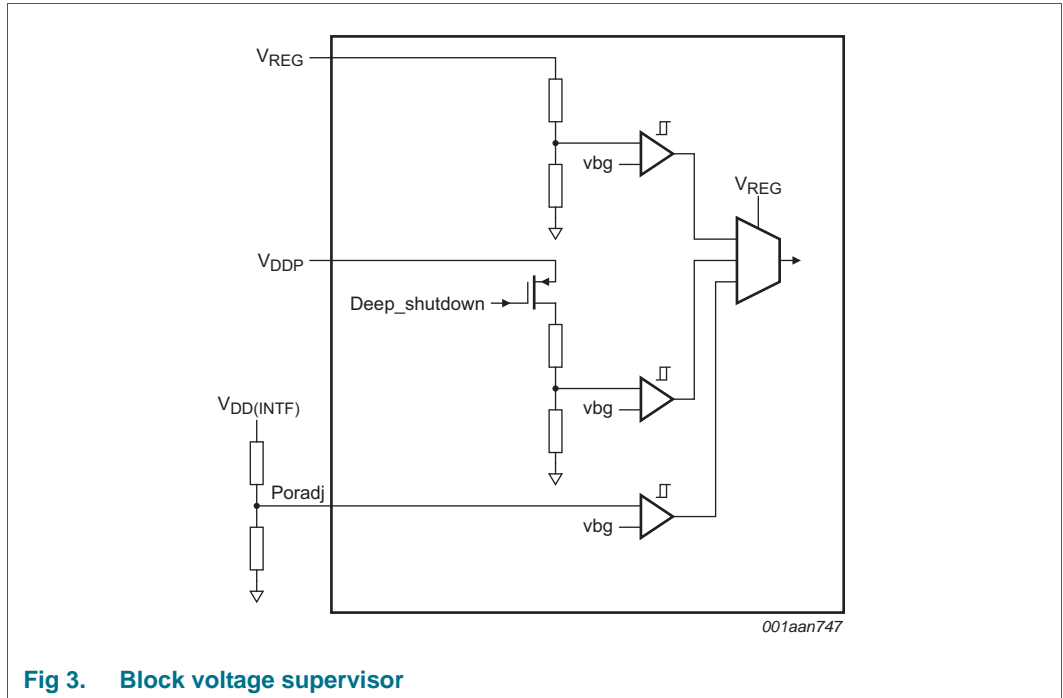 VREG
vbg
VREG
VDDP
Deep_shutdown
vbg
VDD(INTF)
Poradj
vbg
001aan747
Fig 3. Block voltage supervisor